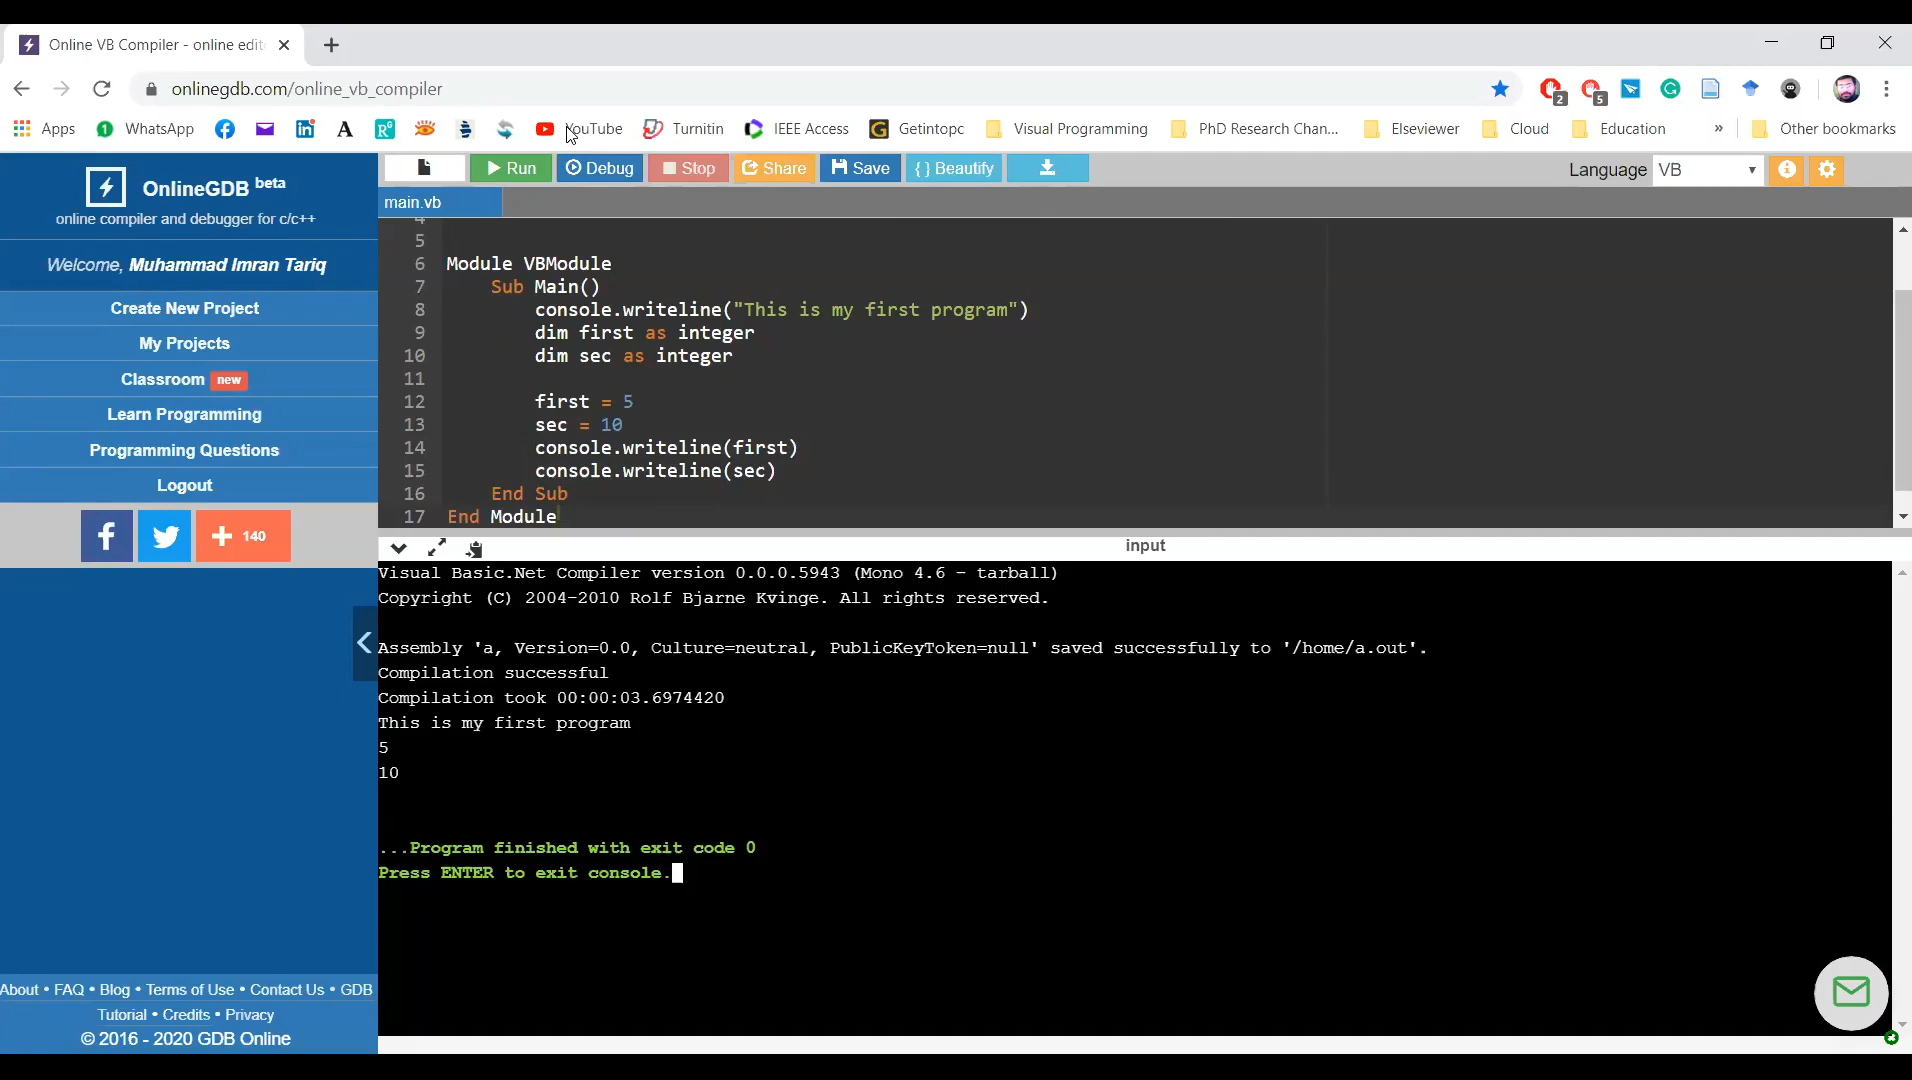 Online VB Compiler - online edit
onlinegdb.com/online_vb_compiler
2
5
Apps
1
WhatsApp
YouTube
Turnitin
IEEE Access
Getintopc
Visual Programming
PhD Research Chan...
Elseviewer
Cloud
Education
»
Other bookmarks
OnlineGDB beta
online compiler and debugger for c/c++
Welcome, Muhammad Imran Tariq
Create New Project
My Projects
Classroom new
Learn Programming
Programming Questions
Logout
140
About • FAQ • Blog • Terms of Use • Contact Us • GDB
Tutorial • Credits • Privacy
© 2016 - 2020 GDB Online
Run
Debug
Stop
Share
Save
{ } Beautify
Language VB
main.vb
4
5
6 Module VBModule
7 Sub Main()
8 console.writeline("This is my first program")
9 dim first as integer
10 dim sec as integer
11
12 first = 5
13 sec = 10
14 console.writeline(first)
15 console.writeline(sec)
16 End Sub
17 End Module
input
Visual Basic.Net Compiler version 0.0.0.5943 (Mono 4.6 - tarball)
Copyright (C) 2004-2010 Rolf Bjarne Kvinge. All rights reserved.
Assembly 'a, Version=0.0, Culture=neutral, PublicKeyToken=null' saved successfully to '/home/a.out'.
Compilation successful
Compilation took 00:00:03.6974420
This is my first program
5
10
...Program finished with exit code 0
Press ENTER to exit console.